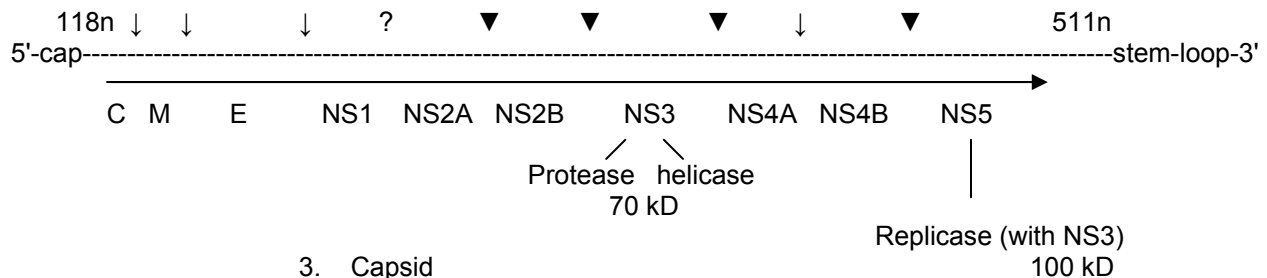 118n ↓ ↓ ↓ ? ▼ ▼ ▼ ↓ ▼ 511n
5'-cap-----------------------------------------------------------------------------------------------stem-loop-3'
C M E NS1 NS2A NS2B NS3 NS4A NS4B NS5
Protease helicase
70 kD
Replicase (with NS3)
3. Capsid 100 kD